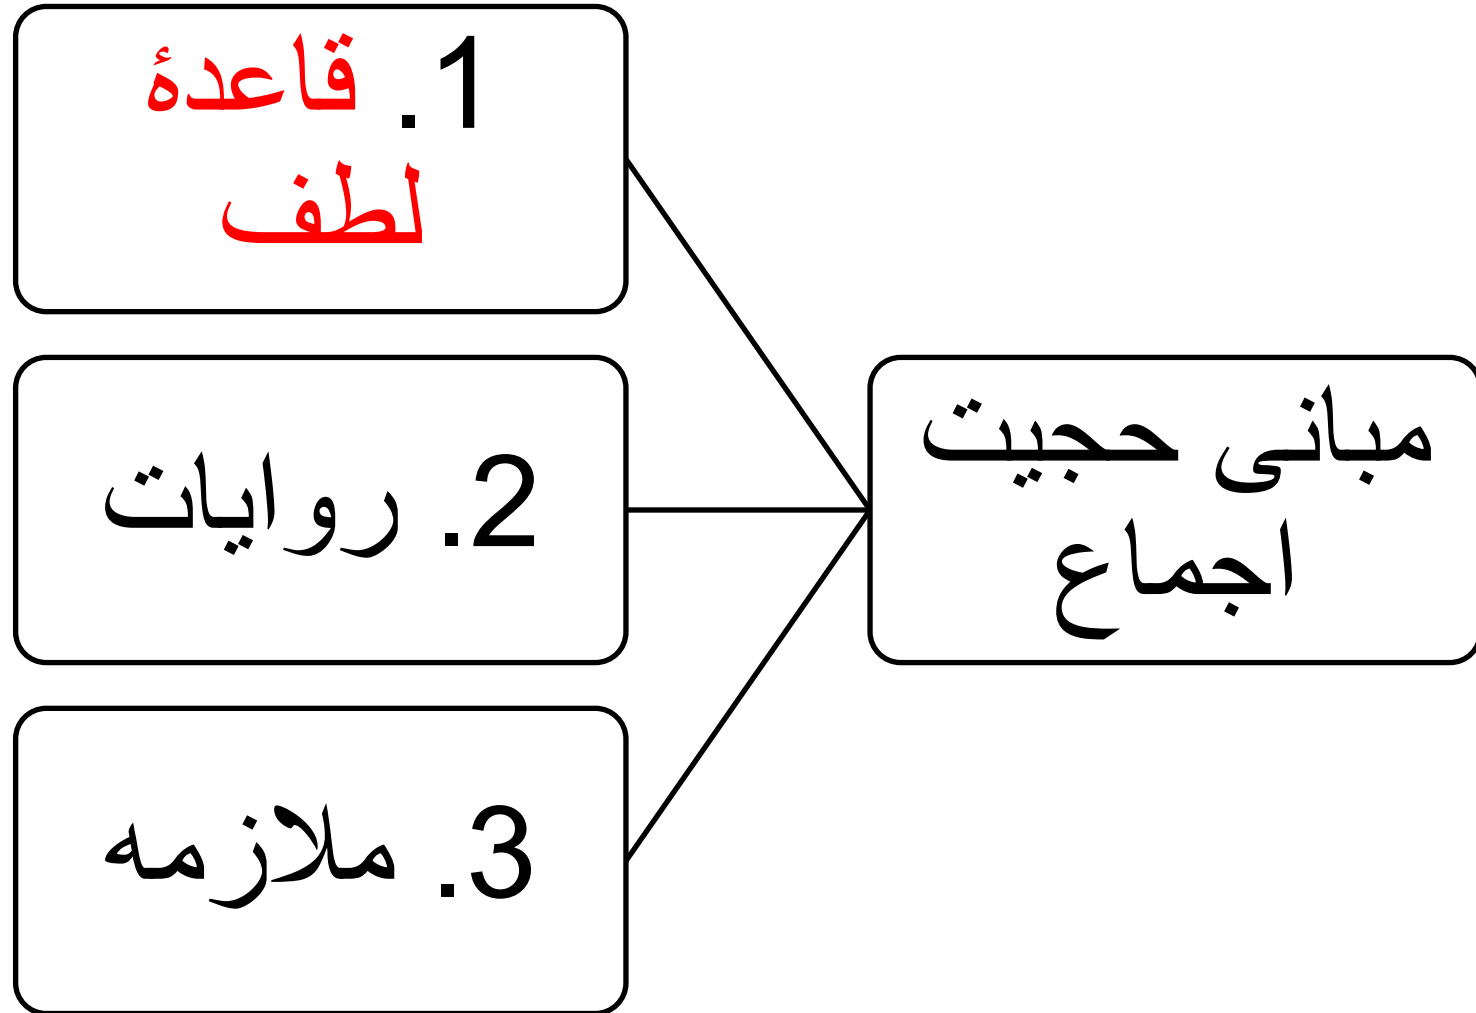 مبانی حجیت
اجماع
1. قاعدهٔ
لطف
2. روایات
3. ملازمه